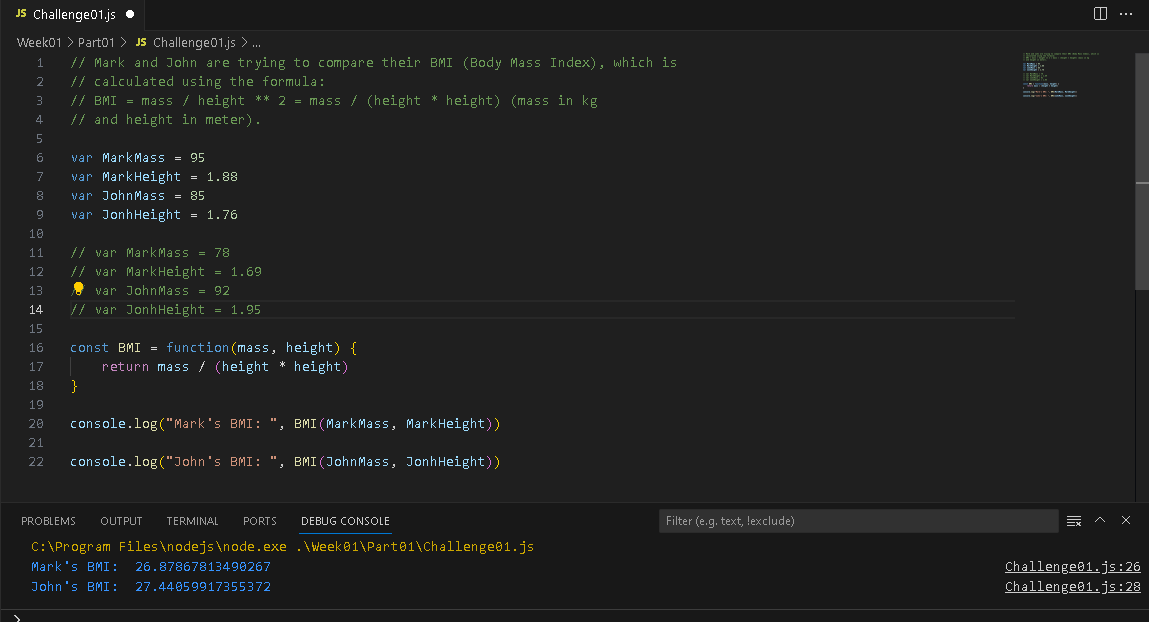 JS Challenge01.js
Week01 > Part01 > JS Challenge01.js > ...
1 // Mark and John are trying to compare their BMI (Body Mass Index), which is
2 // calculated using the formula:
3 // BMI = mass / height ** 2 = mass / (height * height) (mass in kg
4 // and height in meter).
5
6 var MarkMass = 95
7 var MarkHeight = 1.88
8 var JohnMass = 85
9 var JonhHeight = 1.76
10
11 // var MarkMass = 78
12 // var MarkHeight = 1.69
13 // var JohnMass = 92
14 // var JonhHeight = 1.95
15
16 const BMI = function(mass, height) {
17 return mass / (height * height)
18 }
19
20 console.log("Mark's BMI: ", BMI(MarkMass, MarkHeight))
21
22 console.log("John's BMI: ", BMI(JohnMass, JonhHeight))
PROBLEMS OUTPUT TERMINAL PORTS DEBUG CONSOLE Filter (e.g. text, !exclude)
C:\Program Files\nodejs\node.exe .\Week01\Part01\Challenge01.js
Mark's BMI: 26.87867813490267 Challenge01.js:26
John's BMI: 27.44059917355372 Challenge01.js:28